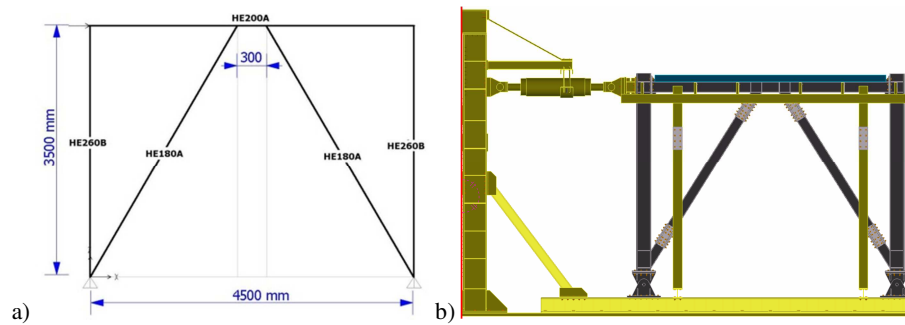 HE200A
300
3500 mm
HE260B
HE180A
HE180A
HE260B
x
4500 mm
a)
b)